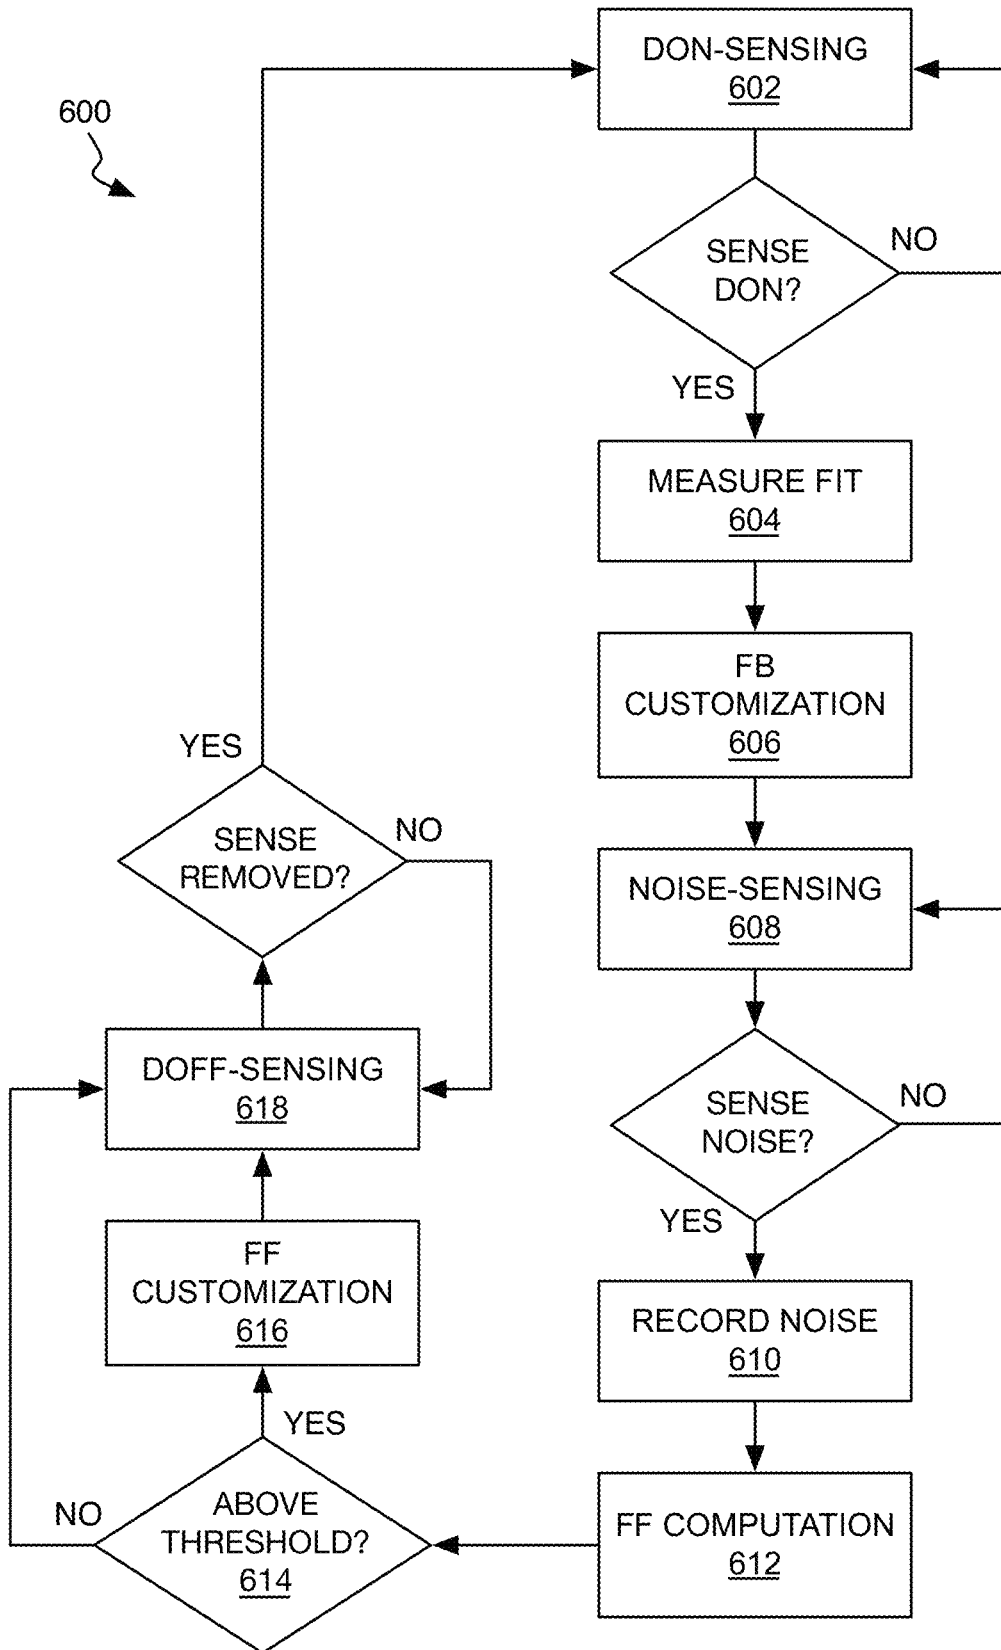 600
DON-SENSING
602
SENSE
DON?
NO
YES
MEASURE FIT
604
FB
CUSTOMIZATION
606
NOISE-SENSING
608
SENSE
NOISE?
NO
YES
RECORD NOISE
610
FF COMPUTATION
612
ABOVE
THRESHOLD?
614
NO
YES
FF
CUSTOMIZATION
616
DOFF-SENSING
618
SENSE
REMOVED?
NO
YES